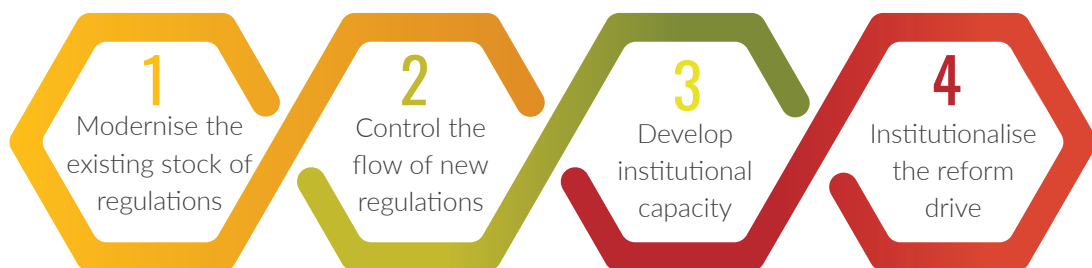 1
Modernise the
existing stock of
regulations
2
Control the
flow of new
regulations
3
Develop
institutional
capacity
4
Institutionalise
the reform
drive